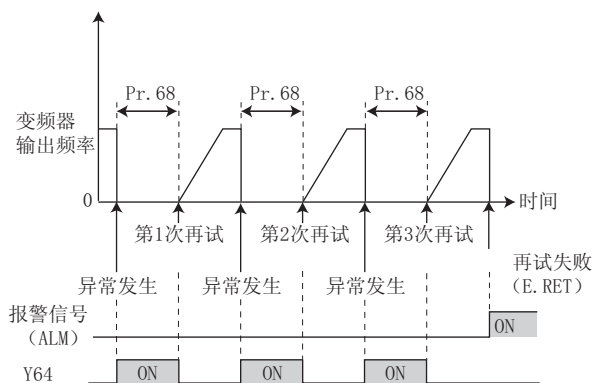 Pr.68 Pr.68 Pr.68
变频器
输出频率
0
时间
第1次再试 第2次再试 第3次再试
异常发生 异常发生 异常发生
再试失败
（E.RET）
报警信号
（ALM）
ON
Y64 ON ON ON